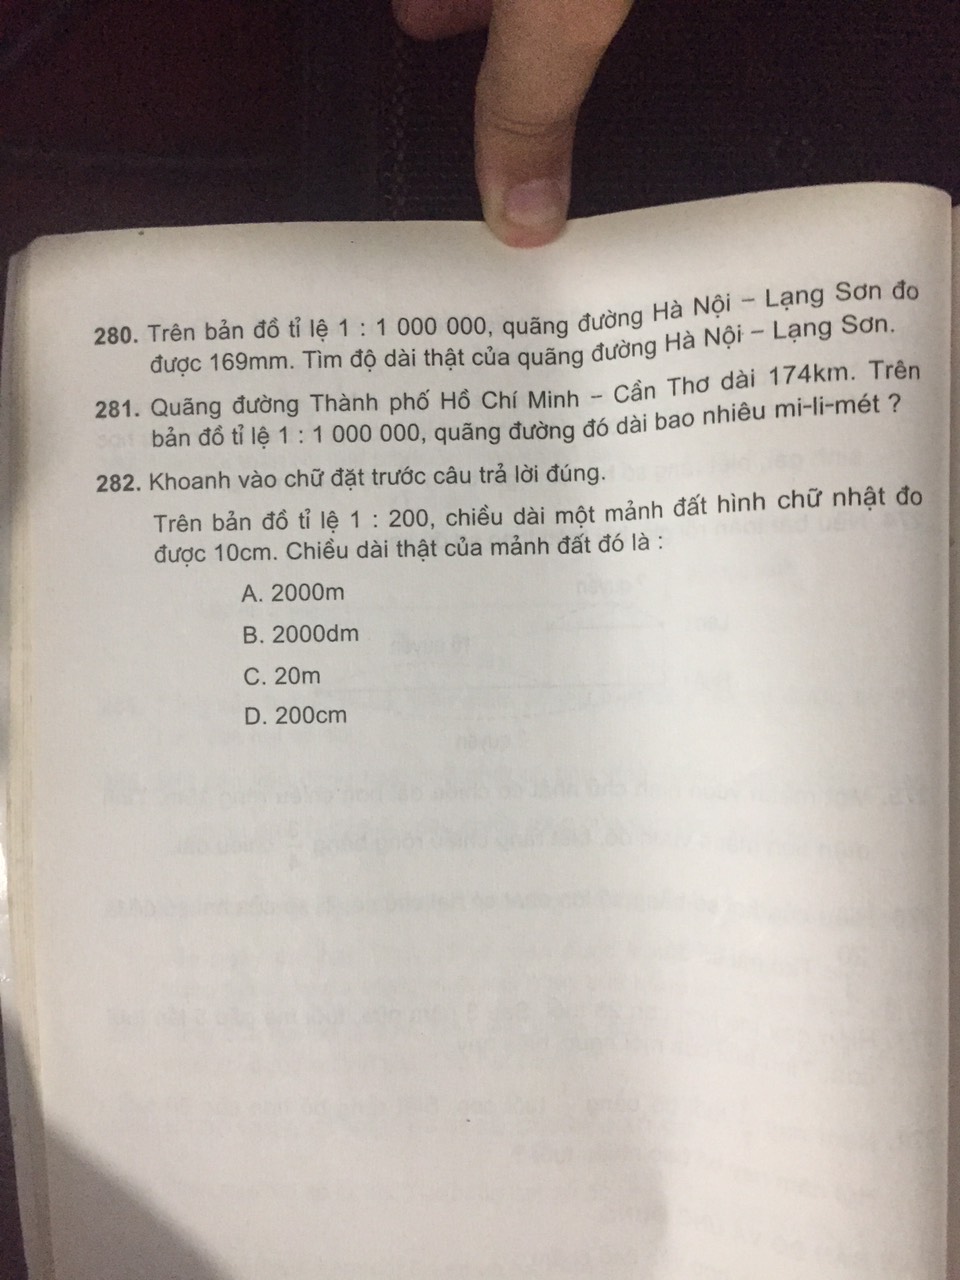 280. Trên bản đồ tỉ lệ 1 : 1 000 000, quãng đường Hà Nội – Lạng Sơn đo
được 169mm. Tìm độ dài thật của quãng đường Hà Nội – Lạng Sơn.
281. Quãng đường Thành phố Hồ Chí Minh – Cần Thơ dài 174km. Trên
bản đồ tỉ lệ 1 : 1 000 000, quãng đường đó dài bao nhiêu mi-li-mét ?
282. Khoanh vào chữ đặt trước câu trả lời đúng.
Trên bản đồ tỉ lệ 1 : 200, chiều dài một mảnh đất hình chữ nhật đo
được 10cm. Chiều dài thật của mảnh đất đó là :
A. 2000m
B. 2000dm
C. 20m
D. 200cm